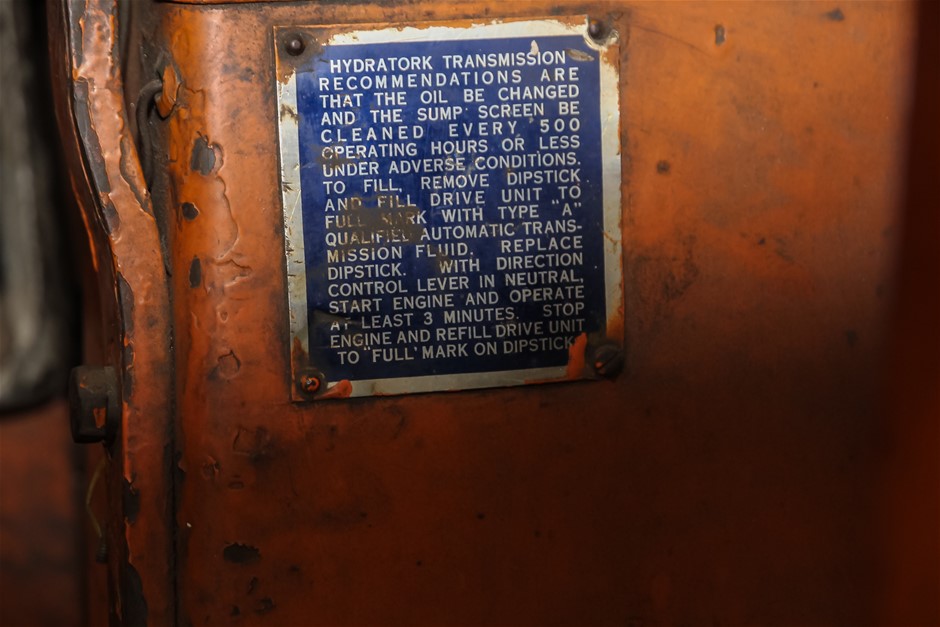 HYDRATORK TRANSMISSION
RECOMMENDATIONS ARE
THAT THE OIL BE CHANGED
AND THE SUMP SCREEN BE
CLEANED EVERY 500
OPERATING HOURS OR LESS
UNDER ADVERSE CONDITIONS.
TO FILL, REMOVE DIPSTICK
AND FILL DRIVE UNIT TO
FULL MARK WITH TYPE "A"
QUALIFIED AUTOMATIC TRANS-
MISSION FLUID. REPLACE
DIPSTICK. WITH DIRECTION
CONTROL LEVER IN NEUTRAL,
START ENGINE AND OPERATE
AT LEAST 3 MINUTES. STOP
ENGINE AND REFILL DRIVE UNIT
TO "FULL" MARK ON DIPSTICK